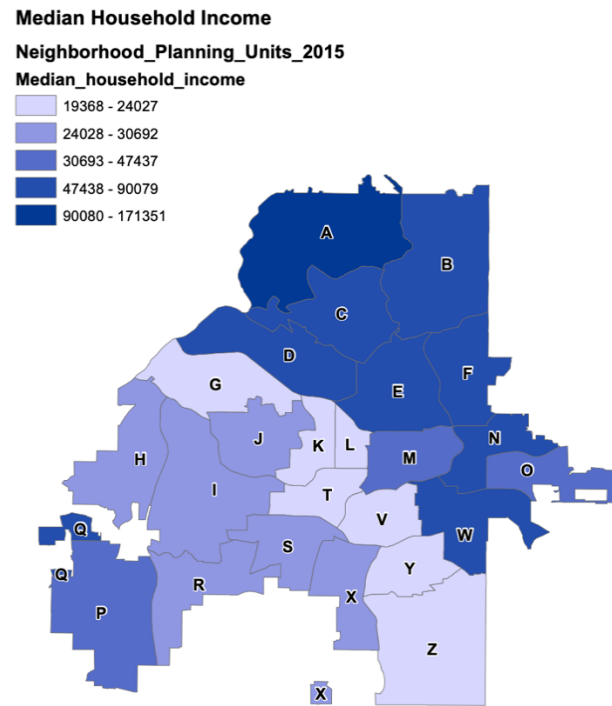 Median Household Income
Neighborhood_Planning_Units_2015
Median_household_income
19368 - 24027
24028 - 30692
30693 - 47437
47438 - 90079
90080 - 171351
A
B
C
D
E
F
G
H
I
J
K
L
M
N
O
T
V
W
Q
S
Y
Q
R
X
P
Z
X